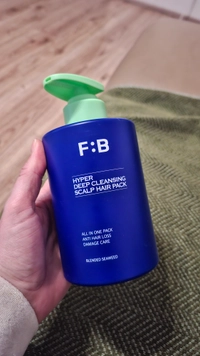 F:B
HYPER
DEEP CLEANSING
SCALP HAIR PACK
ALL IN ONE PACK
ANTI HAIR LOSS
DAMAGE CARE
BLENDED SEAWEED